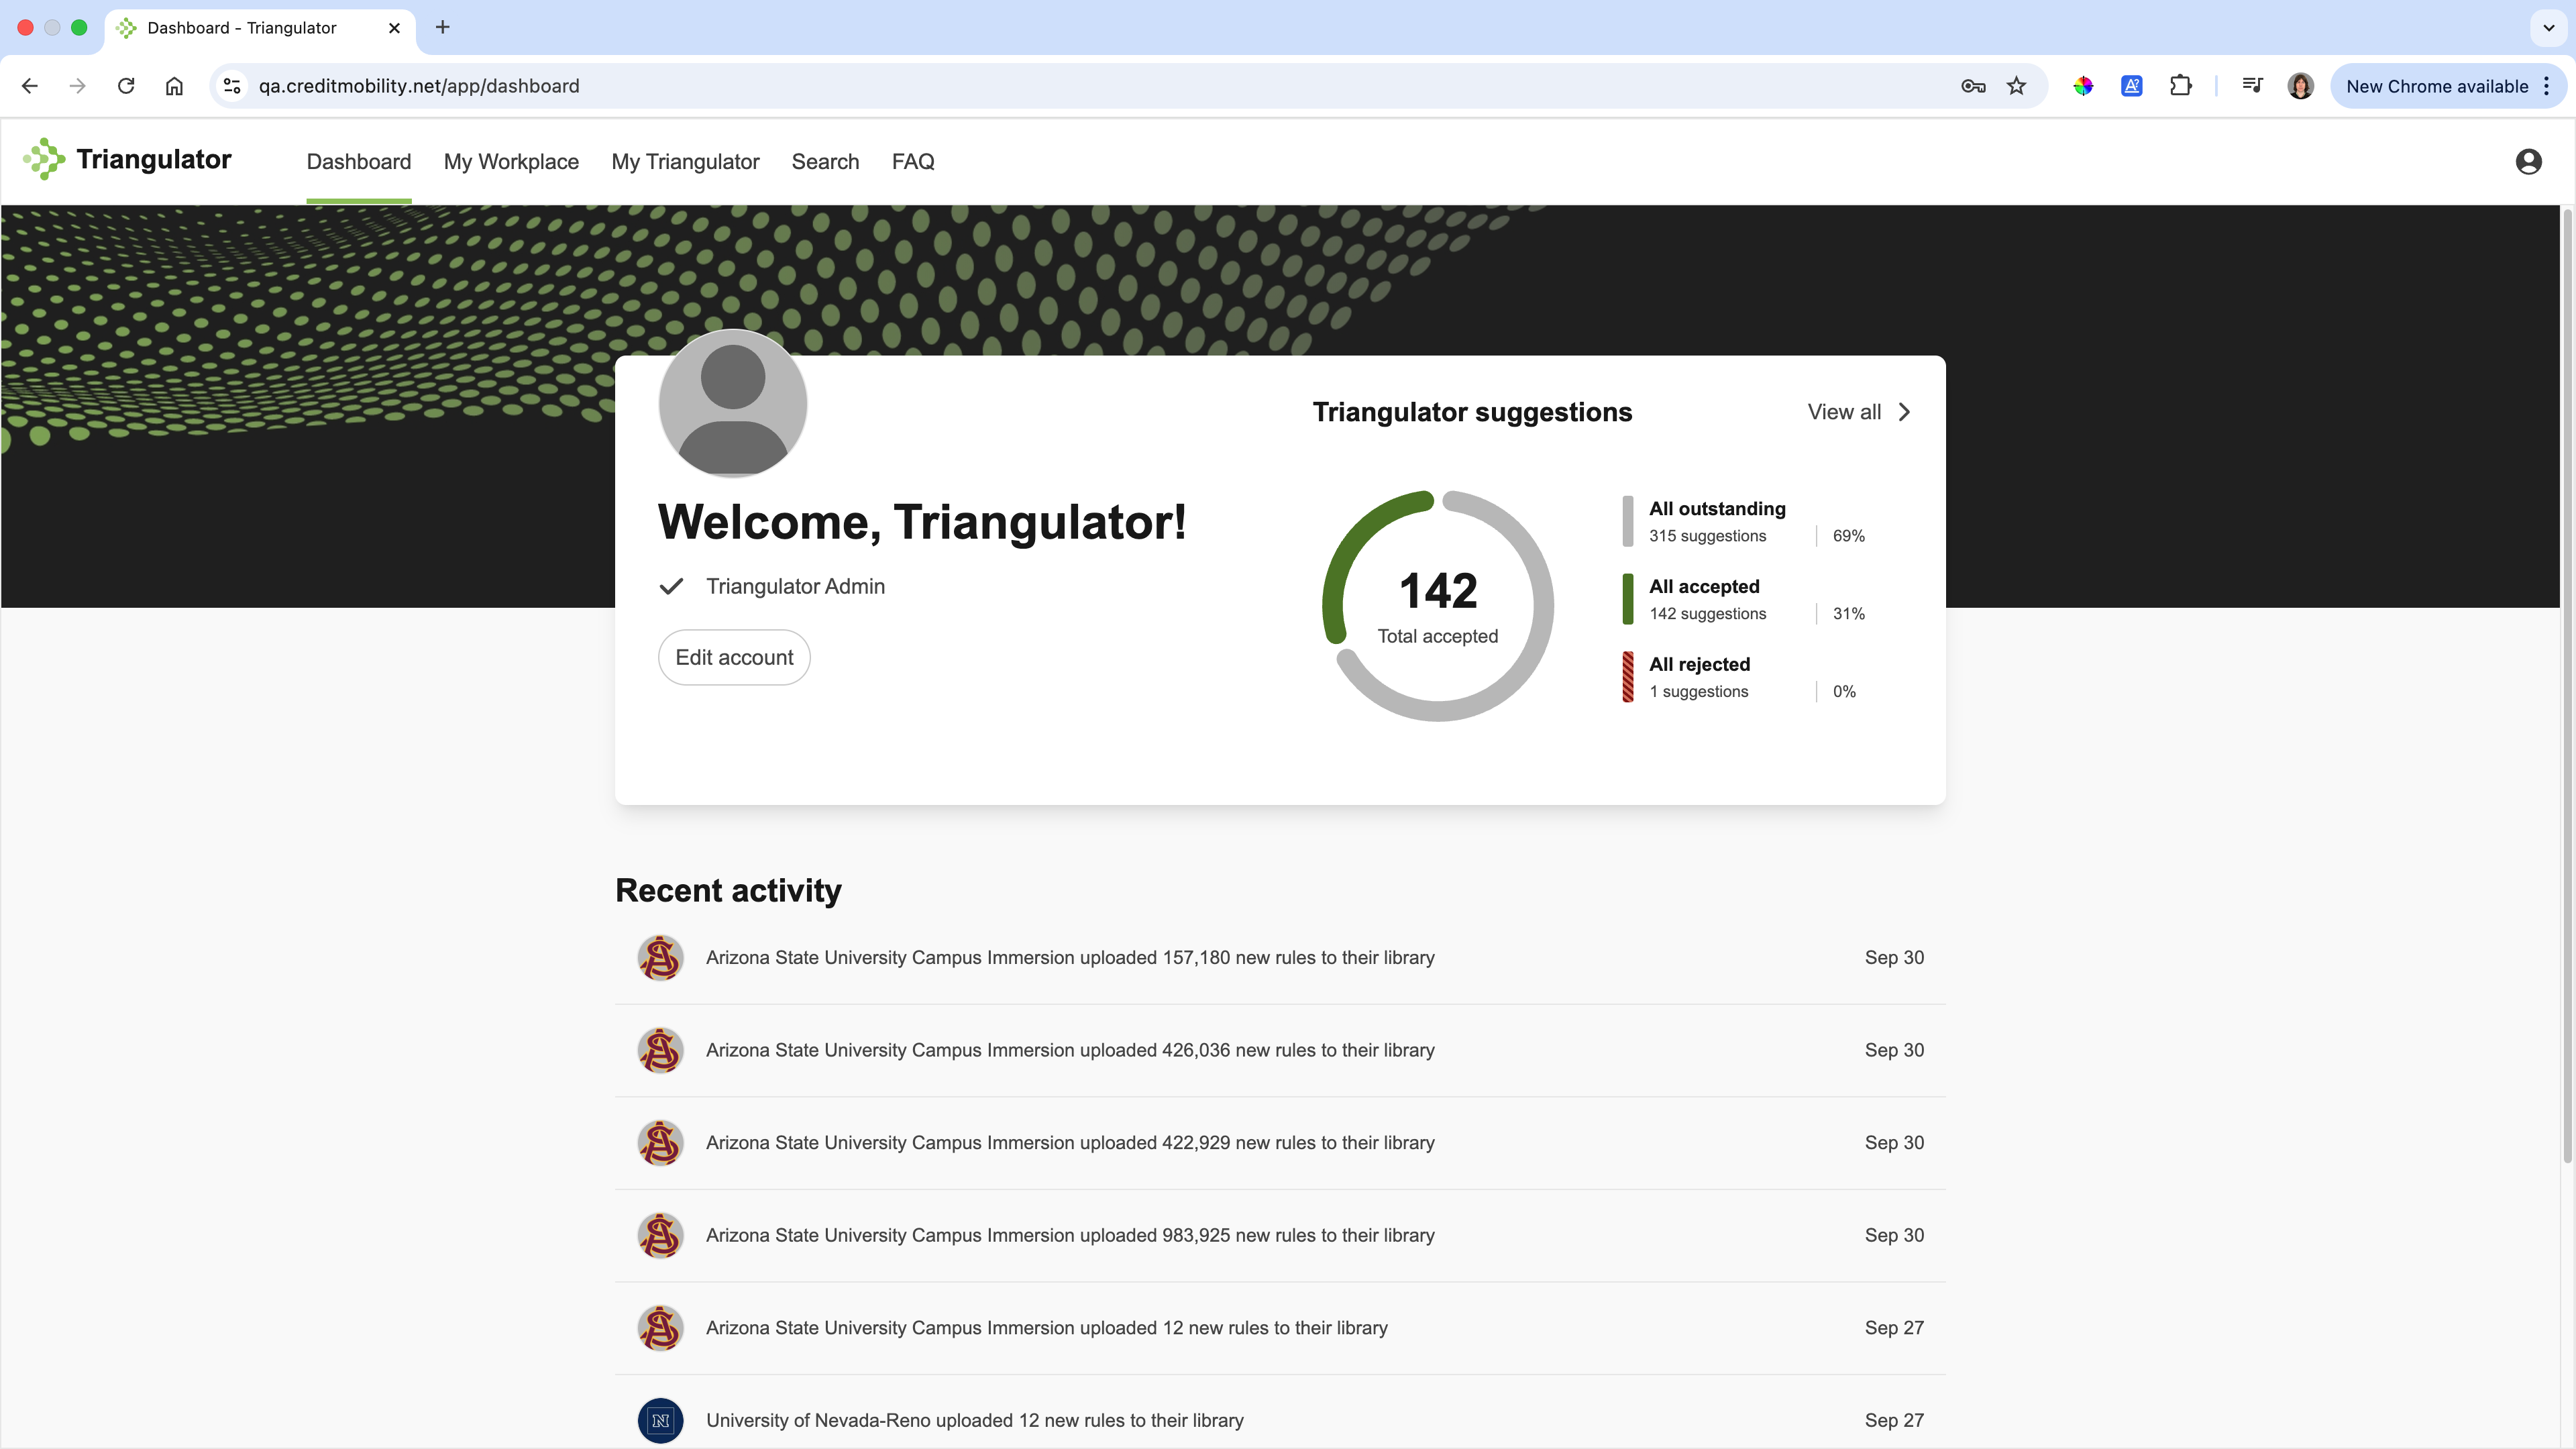 Dashboard - Triangulator
qa.creditmobility.net/app/dashboard
New Chrome available
Triangulator
Dashboard
My Workplace
My Triangulator
Search
FAQ
Triangulator suggestions
View all
Welcome, Triangulator!
Triangulator Admin
Edit account
142
Total accepted
All outstanding
315 suggestions 69%
All accepted
142 suggestions 31%
All rejected
1 suggestions 0%
Recent activity
Arizona State University Campus Immersion uploaded 157,180 new rules to their library Sep 30
Arizona State University Campus Immersion uploaded 426,036 new rules to their library Sep 30
Arizona State University Campus Immersion uploaded 422,929 new rules to their library Sep 30
Arizona State University Campus Immersion uploaded 983,925 new rules to their library Sep 30
Arizona State University Campus Immersion uploaded 12 new rules to their library Sep 27
N University of Nevada-Reno uploaded 12 new rules to their library Sep 27